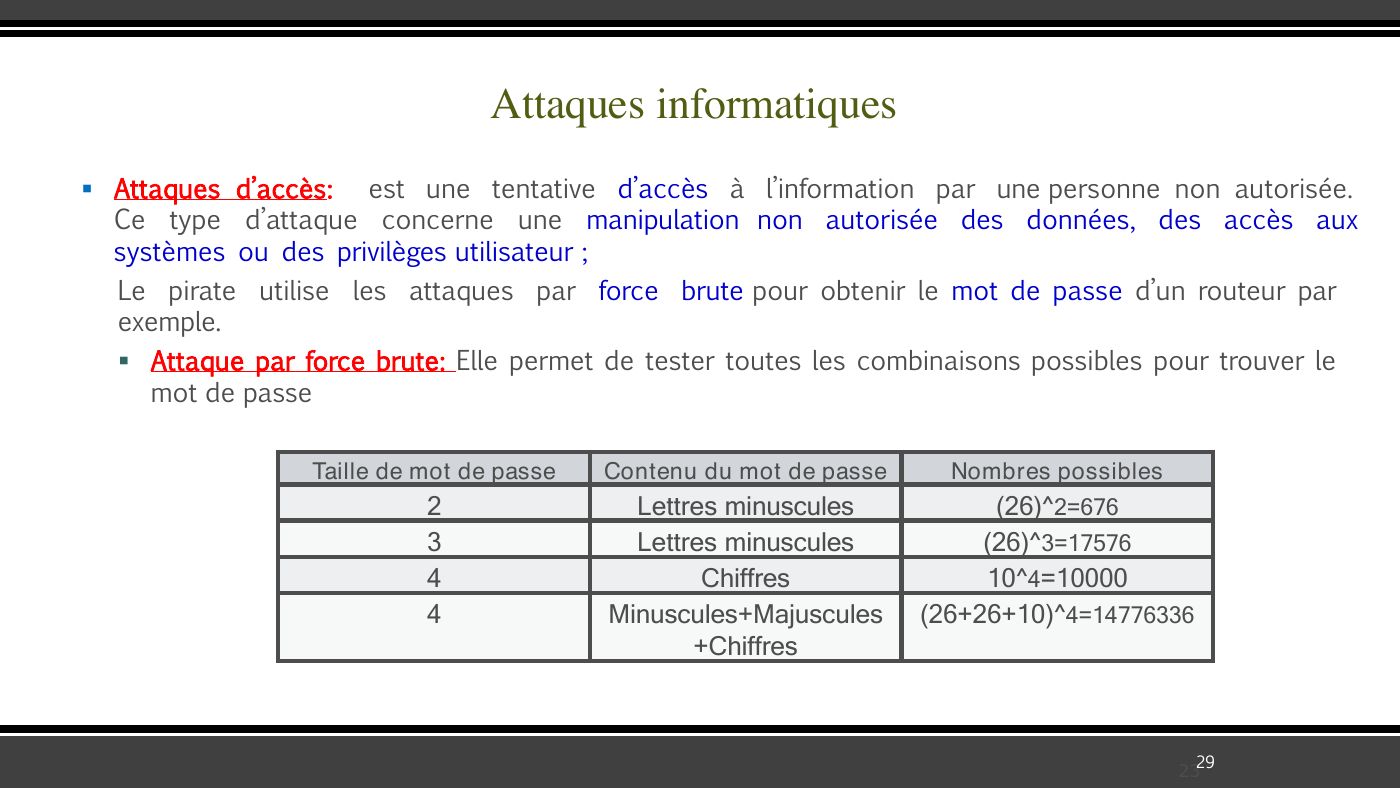 Attaques informatiques
▪ Attaques d’accès: est une tentative d’accès à l’information par une personne non autorisée.
Ce type d’attaque concerne une manipulation non autorisée des données, des accès aux
systèmes ou des privilèges utilisateur ;
Le pirate utilise les attaques par force brute pour obtenir le mot de passe d’un routeur par
exemple.
▪ Attaque par force brute: Elle permet de tester toutes les combinaisons possibles pour trouver le
mot de passe
Taille de mot de passe Contenu du mot de passe Nombres possibles
2 Lettres minuscules (26)^2=676
3 Lettres minuscules (26)^3=17576
4 Chiffres 10^4=10000
4 Minuscules+Majuscules (26+26+10)^4=14776336
+Chiffres
29